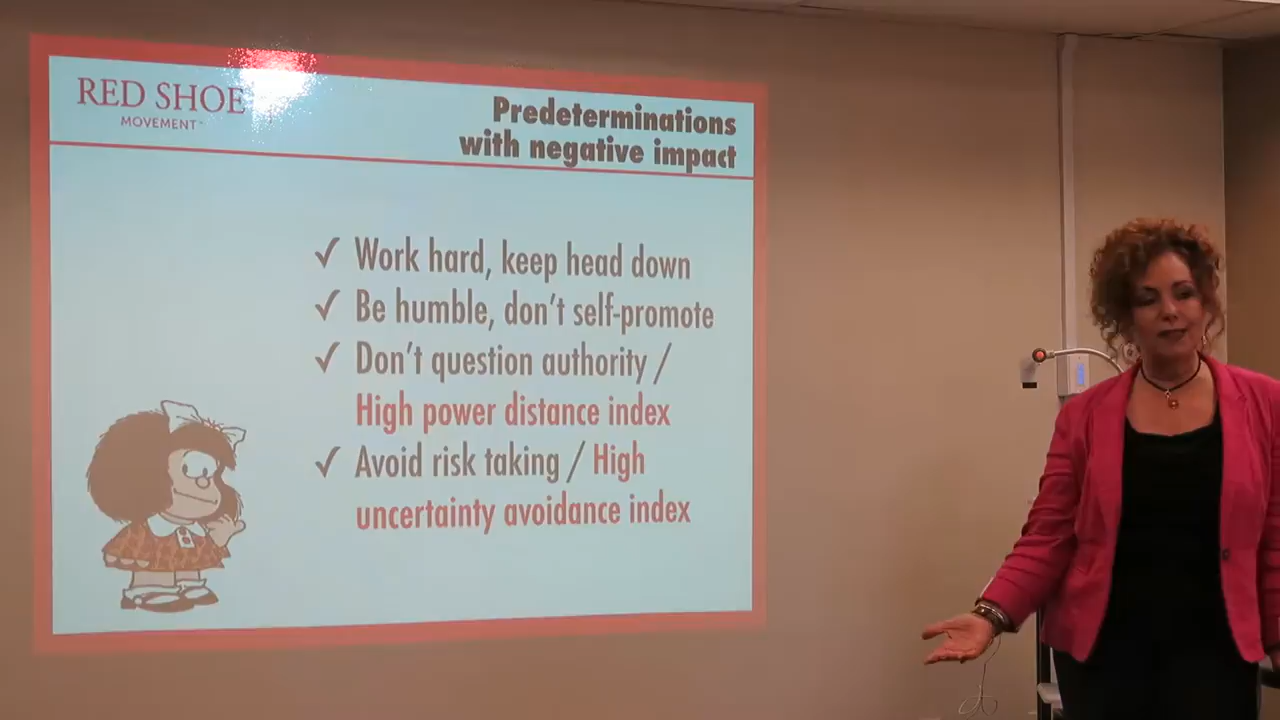 RED SHOE
MOVEMENT™
Predeterminations
with negative impact
✓ Work hard, keep head down
✓ Be humble, don't self-promote
✓ Don't question authority /
High power distance index
✓ Avoid risk taking / High
uncertainty avoidance index